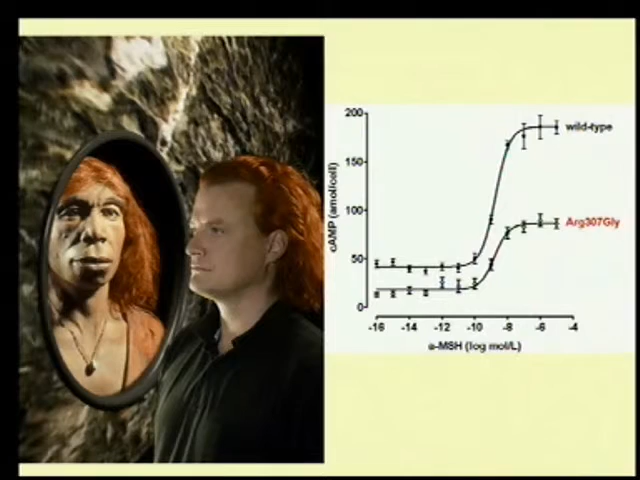 200
wild-type
150
cAMP (amol/cell)
100
Arg307Gly
50
0
-16 -14 -12 -10 -8 -6 -4
α-MSH (log mol/L)